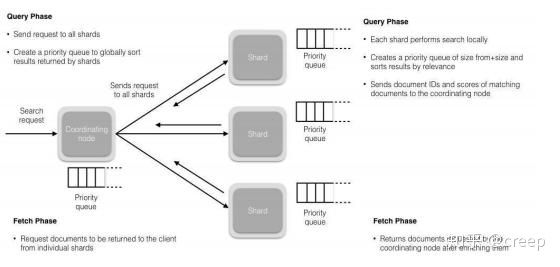 Query Phase
• Send request to all shards
• Create a priority queue to globally sort
results returned by shards
Search
request
Coordinating
node
Priority
queue
Sends request
to all shards
Shard
Priority
queue
Shard
Priority
queue
Shard
Priority
queue
Query Phase
• Each shard performs search locally
• Creates a priority queue of size from+size and
sorts results by relevance
• Sends document IDs and scores of matching
documents to the coordinating node
Fetch Phase
• Request documents to be returned to the client
from individual shards
Fetch Phase
• Returns documents
coordinating node after enriching them
知乎 @creep